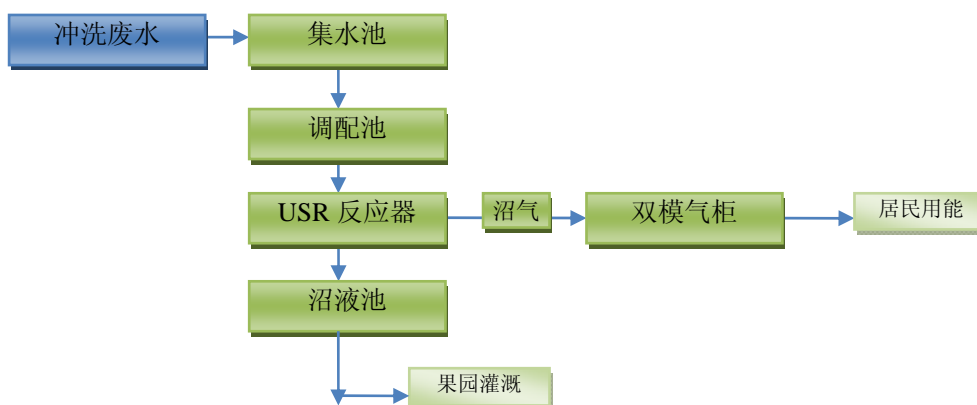 冲洗废水
集水池
调配池
USR 反应器
沼气
双模气柜
居民用能
沼液池
果园灌溉